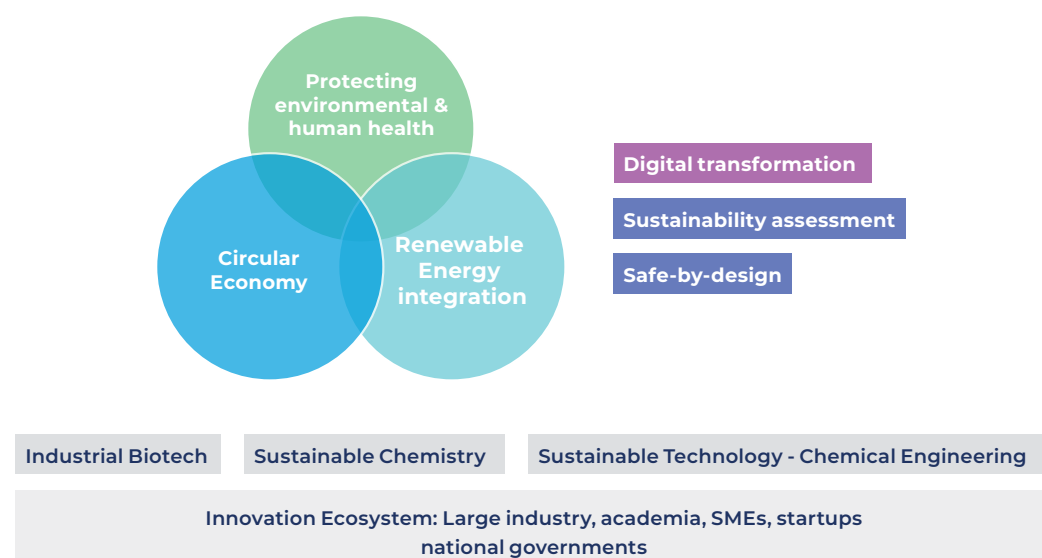 Protecting
environmental &
human health
Circular
Economy
Renewable
Energy
integration
Digital transformation
Sustainability assessment
Safe-by-design
Industrial Biotech
Sustainable Chemistry
Sustainable Technology - Chemical Engineering
Innovation Ecosystem: Large industry, academia, SMEs, startups
national governments